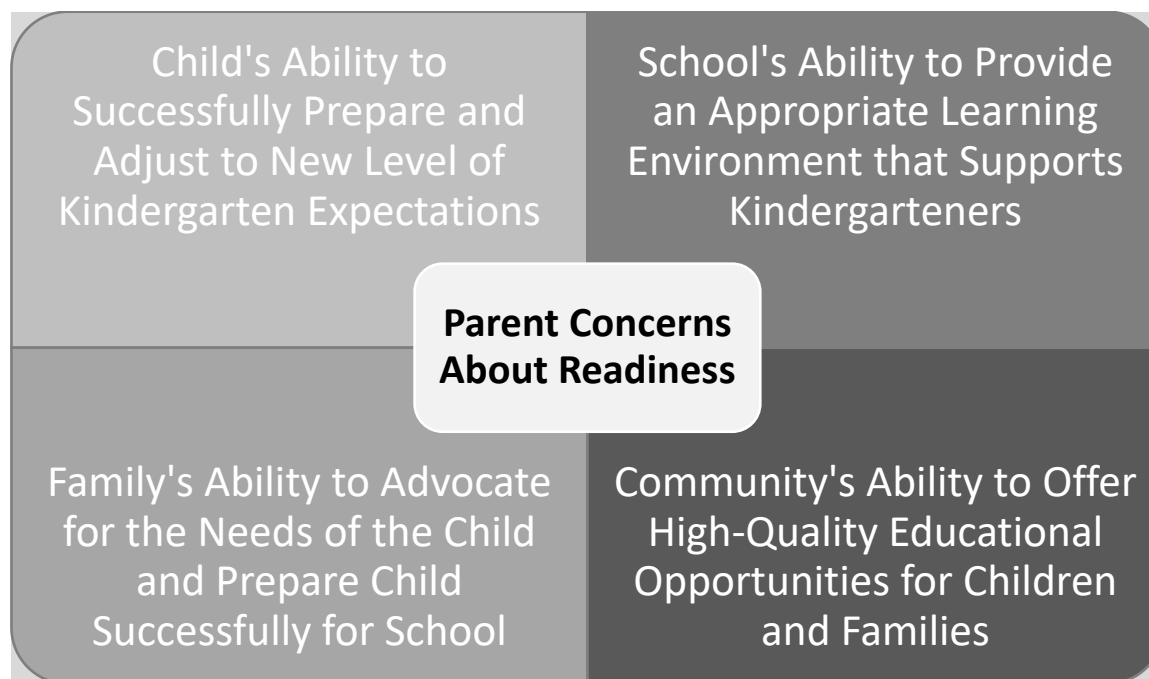 Child's Ability to
Successfully Prepare and
Adjust to New Level of
Kindergarten Expectations
School's Ability to Provide
an Appropriate Learning
Environment that Supports
Kindergarteners
Parent Concerns
About Readiness
Family's Ability to Advocate
for the Needs of the Child
and Prepare Child
Successfully for School
Community's Ability to Offer
High-Quality Educational
Opportunities for Children
and Families